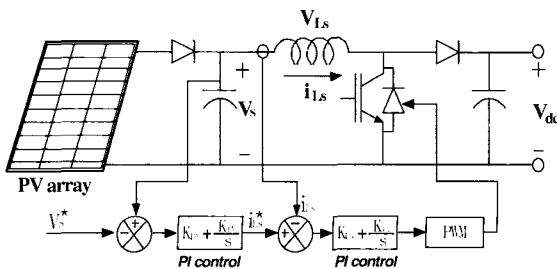 V_Ls
+
+
i_Ls
V_s
V_dc
−
−
PV array
V_s*
−
+
i_Ls*
+
−
i_Ls
PWM
PI control
PI control